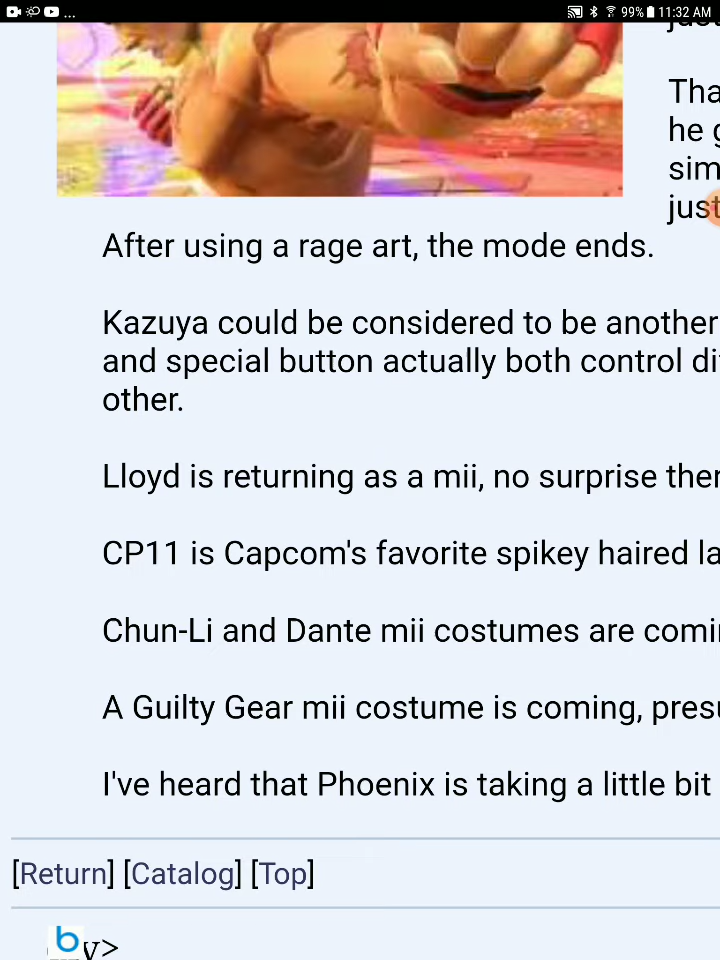 99% 11:32 AM
Tha
he g
sim
just
After using a rage art, the mode ends.
Kazuya could be considered to be another
and special button actually both control di
other.
Lloyd is returning as a mii, no surprise ther
CP11 is Capcom's favorite spikey haired la
Chun-Li and Dante mii costumes are comi
A Guilty Gear mii costume is coming, presu
I've heard that Phoenix is taking a little bit
[Return] [Catalog] [Top]
b y>